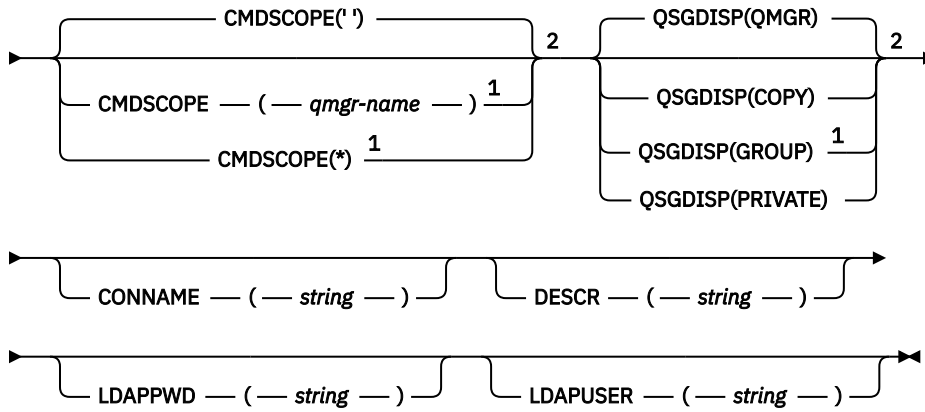 CMDSCOPE(' ')
2
CMDSCOPE ( qmgr-name ) 1
CMDSCOPE(*) 1
QSGDISP(QMGR)
2
QSGDISP(COPY)
QSGDISP(GROUP) 1
QSGDISP(PRIVATE)
CONNAME ( string )
DESCR ( string )
LDAPPWD ( string )
LDAPUSER ( string )